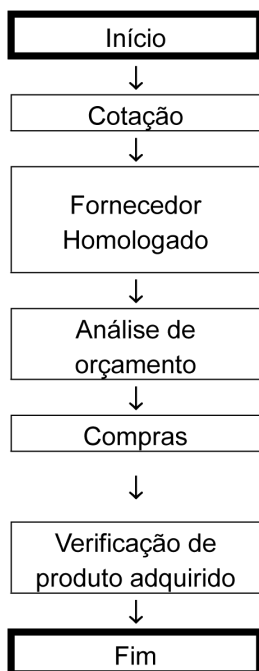 Início
Cotação
Fornecedor
Homologado
Análise de
orçamento
Compras
Verificação de
produto adquirido
Fim